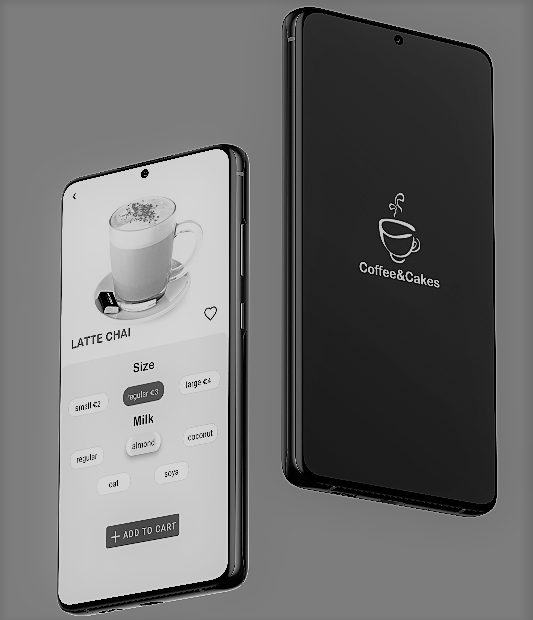 Coffee&Cakes
LATTE CHAI
Size
small €2
regular €3
large €4
Milk
regular
almond
coconut
oat
soya
+ ADD TO CART